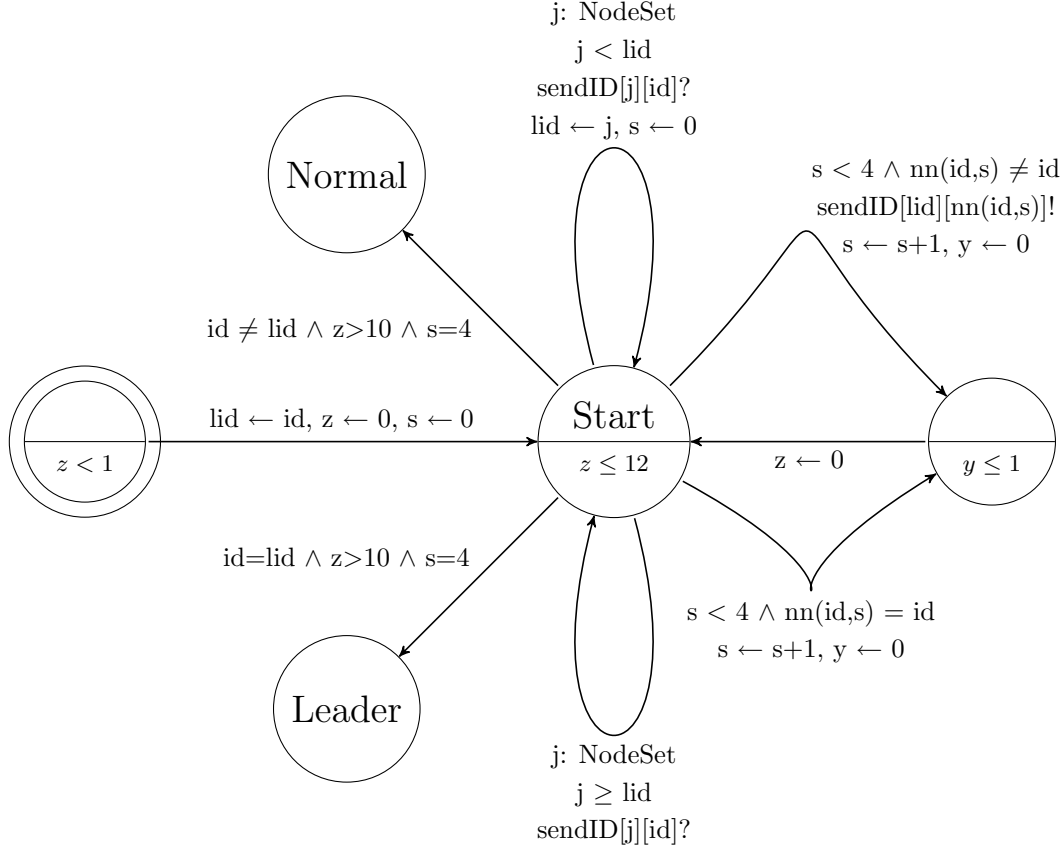 j: NodeSet
j < lid
sendID[j][id]?
lid ← j, s ← 0
Normal
s < 4 ∧ nn(id,s) ≠ id
sendID[lid][nn(id,s)]!
s ← s+1, y ← 0
id ≠ lid ∧ z>10 ∧ s=4
lid ← id, z ← 0, s ← 0
Start
z < 1
z ≤ 12
z ← 0
y ≤ 1
id=lid ∧ z>10 ∧ s=4
s < 4 ∧ nn(id,s) = id
s ← s+1, y ← 0
Leader
j: NodeSet
j ≥ lid
sendID[j][id]?